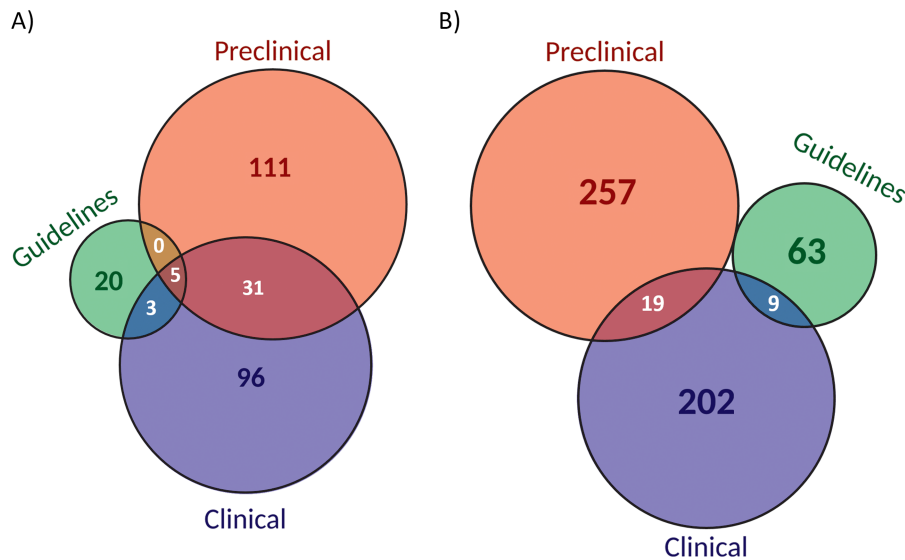 A)
Preclinical
111
Guidelines
0
20
5
3
31
96
Clinical
B)
Preclinical
Guidelines
257
63
19
9
202
Clinical